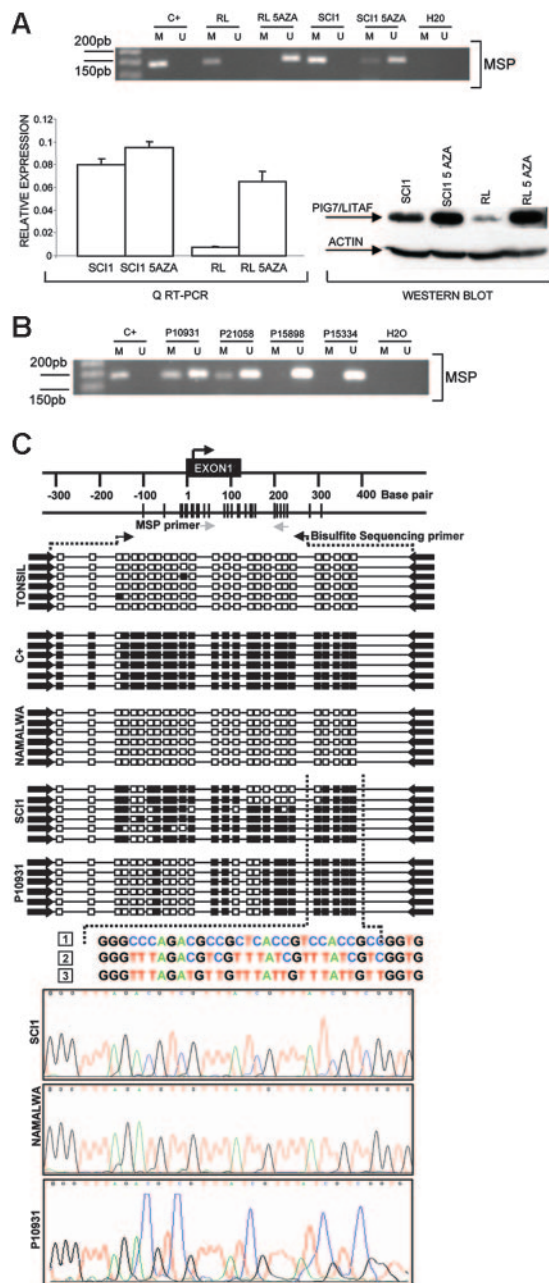 A
C+ RL RL 5AZA SCI1 SCI1 5AZA H20
M U M U M U M U M U M U
200pb
150pb
MSP
RELATIVE EXPRESSION
0.12
0.1
0.08
0.06
0.04
0.02
0
SCI1 SCI1 5AZA RL RL 5AZA
Q RT-PCR
SCI1 SCI1 5 AZA RL RL 5 AZA
PIG7/LITAF
ACTIN
WESTERN BLOT
B
C+ P10931 P21058 P15898 P15334 H2O
M U M U M U M U M U M U
200pb
150pb
MSP
C
EXON1
-300 -200 -100 1 100 200 300 400 Base pair
MSP primer
Bisulfite Sequencing primer
TONSIL
C+
NAMALWA
SCI1
P10931
1 GGGCCCAGACGCCGCTCACCGTCCACCGCCGGTG
2 GGGTTTAGACGTCGTTTATCGTTTATCGTCGGTG
3 GGGTTTAGATGTTGTTTATTGTTTATTGTTGGTG
SCI1
NAMALWA
P10931